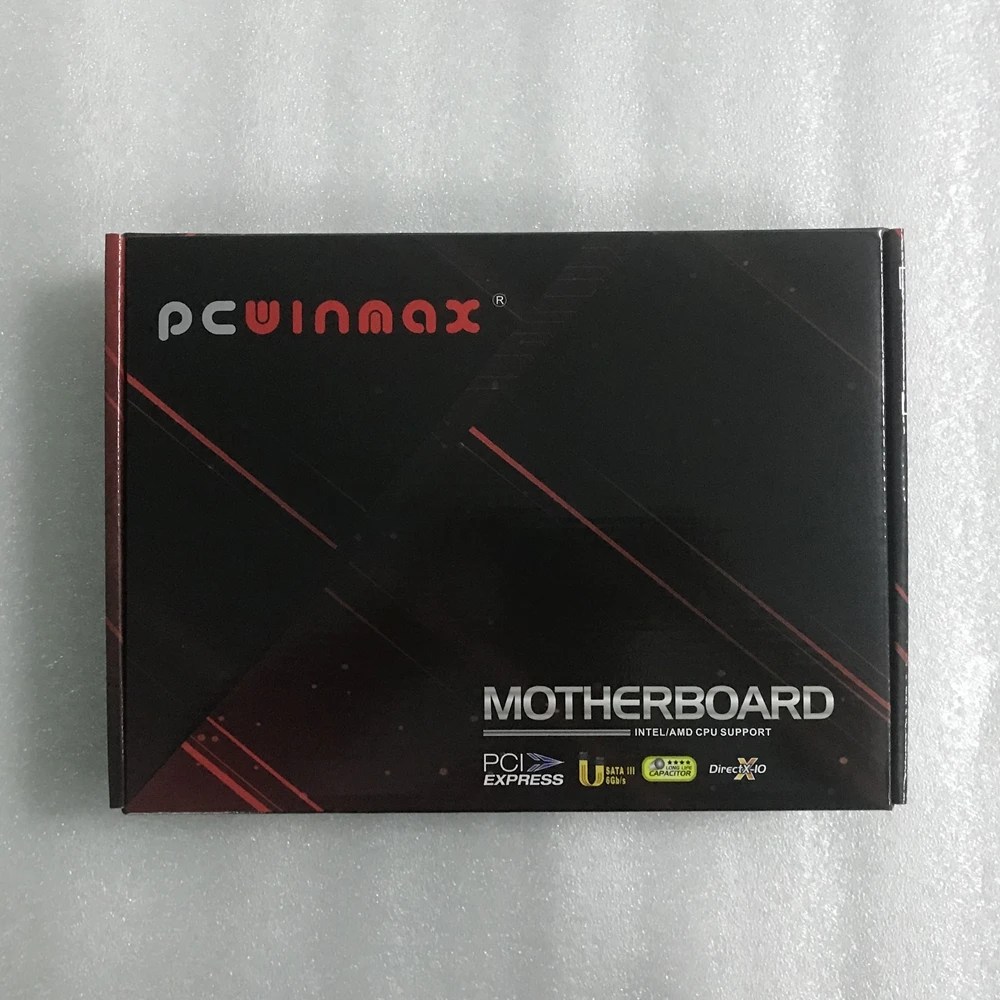 pcwinmax ®
MOTHERBOARD
INTEL/AMD CPU SUPPORT
PCI EXPRESS
U SATA III 6Gb/s
LONG LIFE CAPACITOR
DirectX-10